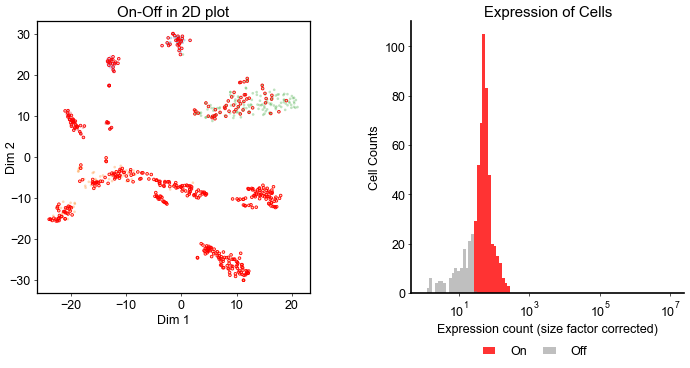 On-Off in 2D plot
30
20
10
0
−10
−20
−30
Dim 2
−20
−10
0
10
20
Dim 1
Expression of Cells
100
80
60
40
20
0
Cell Counts
10^1
10^3
10^5
10^7
Expression count (size factor corrected)
On
Off